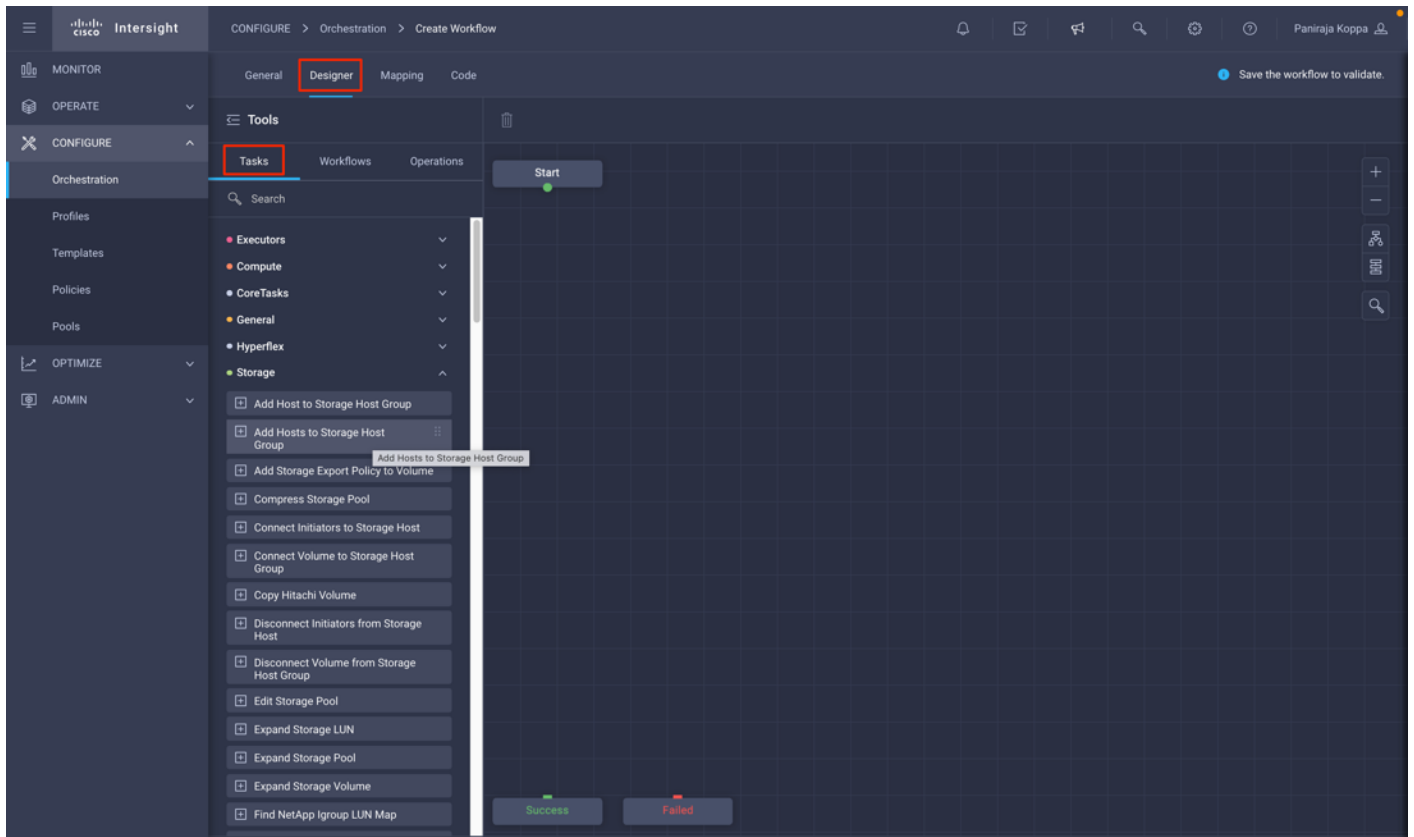 cisco Intersight
CONFIGURE > Orchestration > Create Workflow
Paniraja Koppa
MONITOR
OPERATE
CONFIGURE
Orchestration
Profiles
Templates
Policies
Pools
OPTIMIZE
ADMIN
General Designer Mapping Code
Save the workflow to validate.
Tools
Tasks Workflows Operations
Search
Executors
Compute
CoreTasks
General
Hyperflex
Storage
Add Host to Storage Host Group
Add Hosts to Storage Host
Group
Add Hosts to Storage Host Group
Add Storage Export Policy to Volume
Compress Storage Pool
Connect Initiators to Storage Host
Connect Volume to Storage Host
Group
Copy Hitachi Volume
Disconnect Initiators from Storage
Host
Disconnect Volume from Storage
Host Group
Edit Storage Pool
Expand Storage LUN
Expand Storage Pool
Expand Storage Volume
Find NetApp Igroup LUN Map
Start
Success
Failed